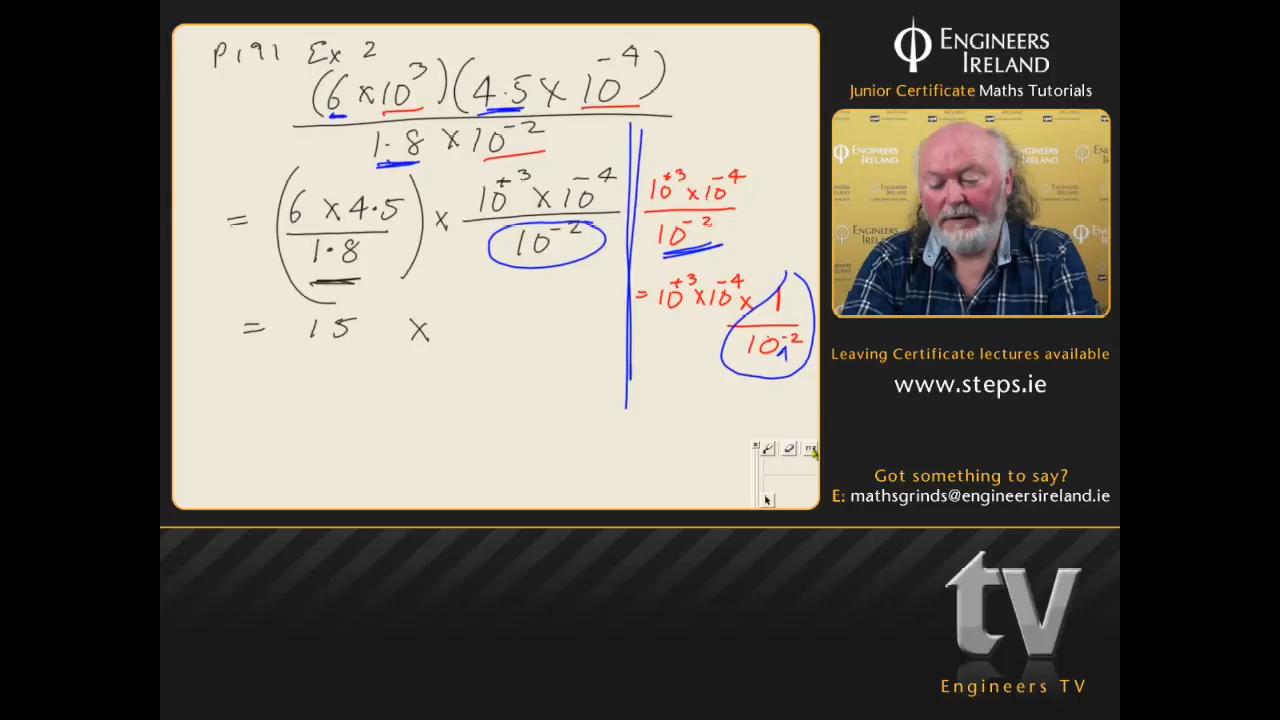 P191 Ex 2
(6 × 10³)(4.5 × 10⁻⁴)
1.8 × 10⁻²
= (6 × 4.5 / 1.8) × 10⁺³ × 10⁻⁴ / 10⁻²
= 15 ×
10⁺³ × 10⁻⁴
10⁻²
= 10⁺³ × 10⁻⁴ × 1
10⁻²
ENGINEERS
IRELAND
Junior Certificate Maths Tutorials
Leaving Certificate lectures available
www.steps.ie
Got something to say?
E: mathsgrinds@engineersireland.ie
tv
Engineers TV